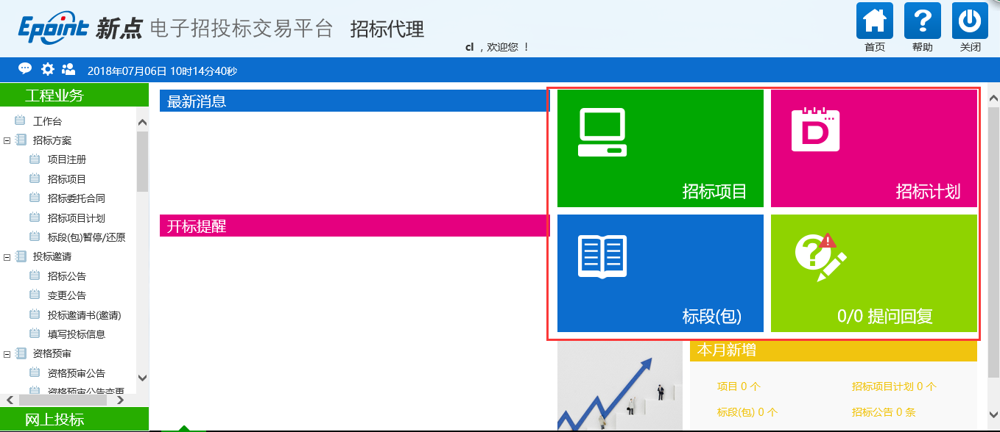 Epoint 新点 电子招投标交易平台 招标代理
cl ，欢迎您 ！
首页 帮助 关闭
2018年07月06日 10时14分40秒
工程业务
工作台
招标方案
项目注册
招标项目
招标委托合同
招标项目计划
标段(包)暂停/还原
投标邀请
招标公告
变更公告
投标邀请书(邀请)
填写投标信息
资格预审
资格预审公告
资格预审公告变更
网上投标
最新消息
开标提醒
D
招标项目
招标计划
标段(包)
0/0 提问回复
本月新增
项目 0 个
招标项目计划 0 个
标段(包) 0 个
招标公告 0 条